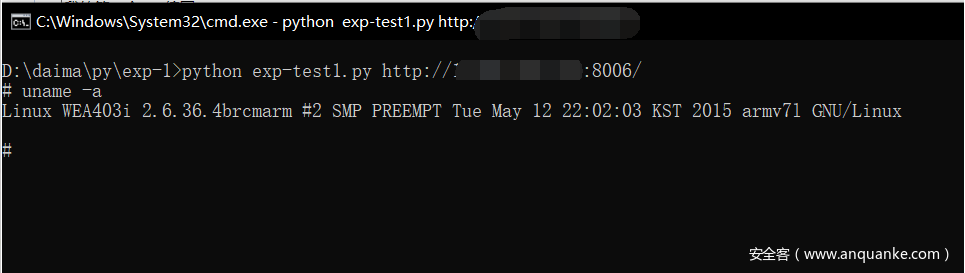 C:\Windows\System32\cmd.exe - python  exp-test1.py http:/
D:\daima\py\exp-1>python exp-test1.py http:// :8006/
# uname -a
Linux WEA403i 2.6.36.4brcmarm #2 SMP PREEMPT Tue May 12 22:02:03 KST 2015 armv7l GNU/Linux
#
安全客（www.anquanke.com）